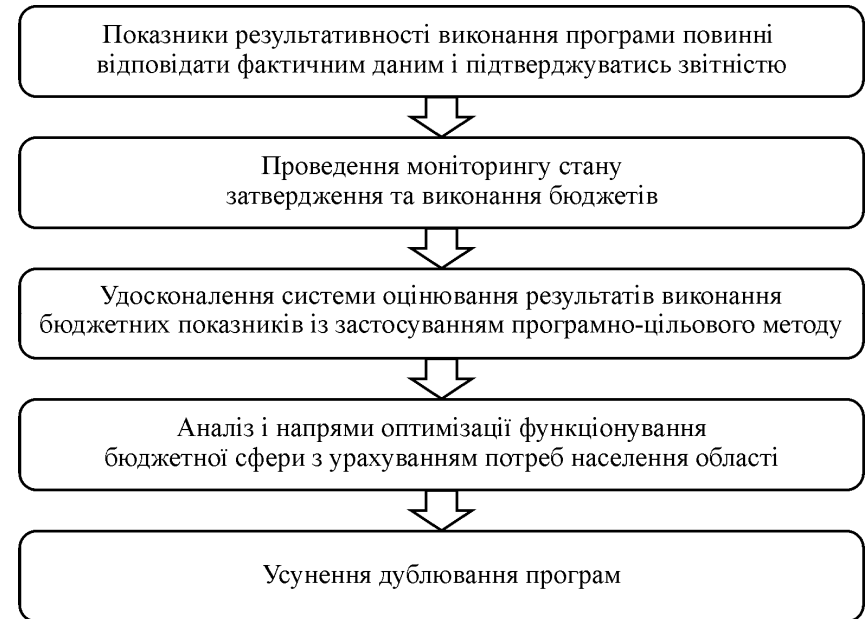 Показники результативності виконання програми повинні
відповідати фактичним даним і підтверджуватись звітністю
Проведення моніторингу стану
затвердження та виконання бюджетів
Удосконалення системи оцінювання результатів виконання
бюджетних показників із застосуванням програмно-цільового методу
Аналіз і напрями оптимізації функціонування
бюджетної сфери з урахуванням потреб населення області
Усунення дублювання програм